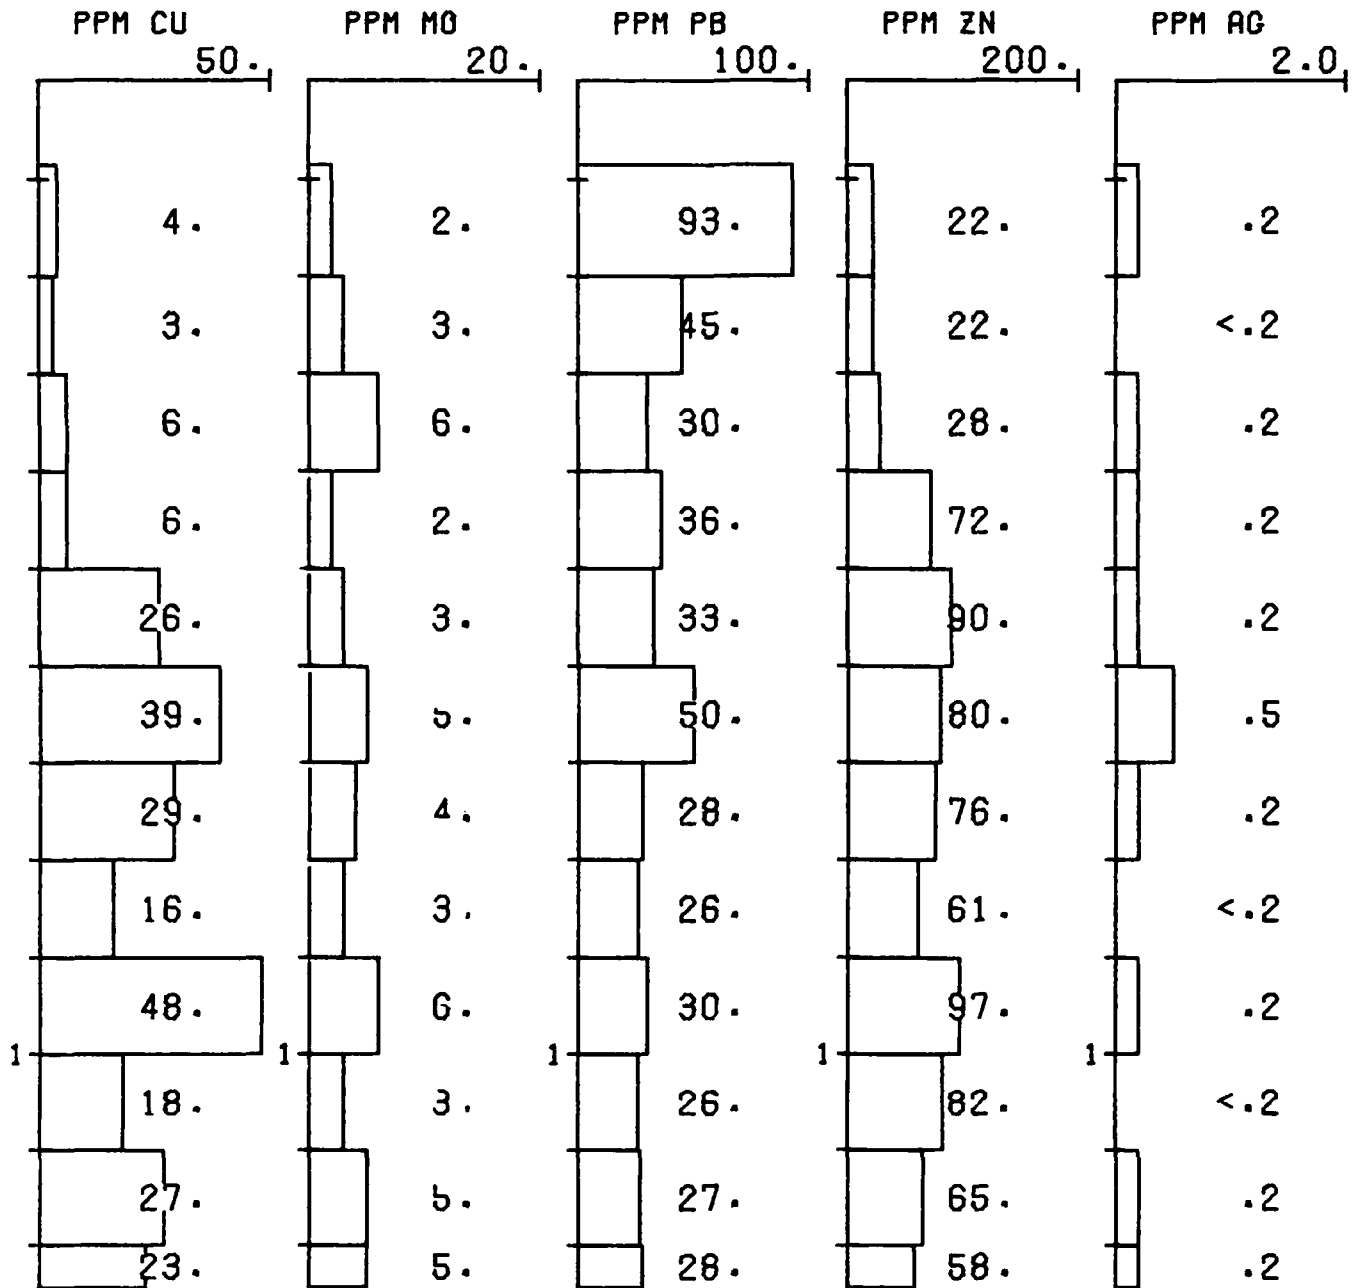 PPM CU PPM MO PPM PB PPM ZN PPM AG
50. 20. 100. 200. 2.0
4. 2. 93. 22. .2
3. 3. 45. 22. <.2
6. 6. 30. 28. .2
6. 2. 36. 72. .2
26. 3. 33. 90. .2
39. 5. 50. 80. .5
29. 4. 28. 76. .2
16. 3. 26. 61. <.2
48. 6. 30. 97. .2
1 1 1 1 1
18. 3. 26. 82. <.2
27. 5. 27. 65. .2
23. 5. 28. 58. .2